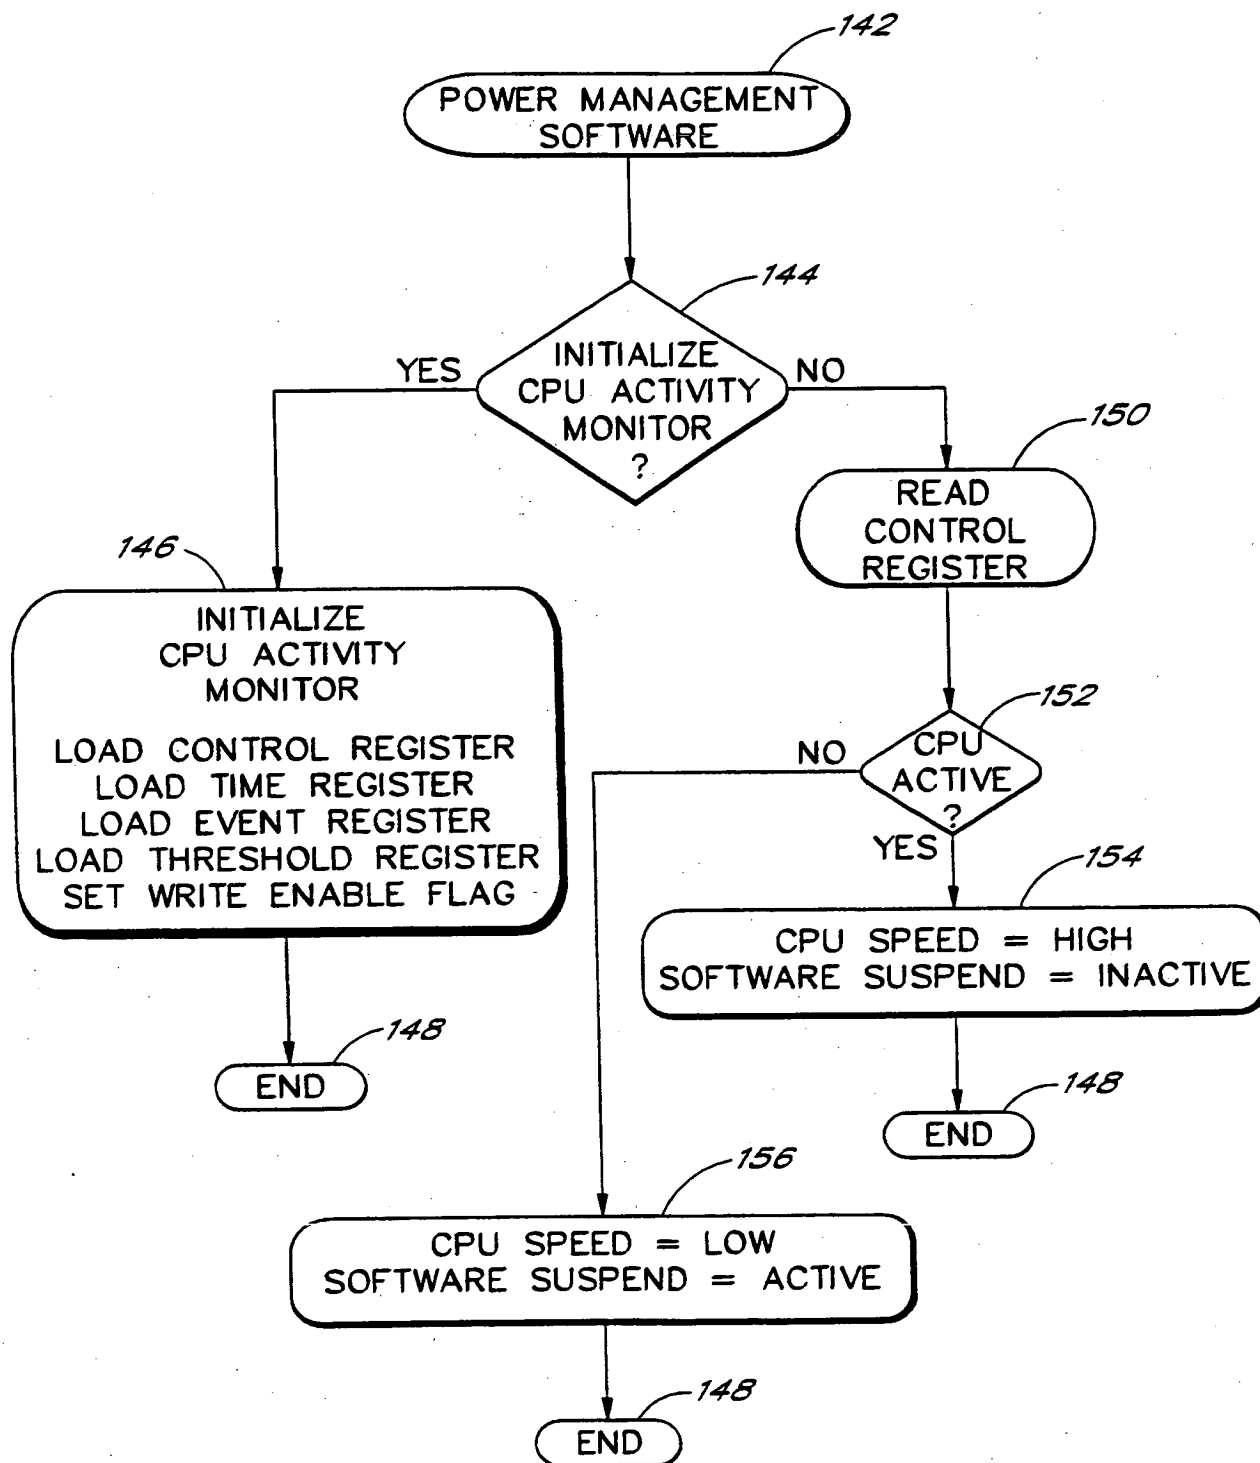 142
POWER MANAGEMENT
SOFTWARE
144
INITIALIZE
CPU ACTIVITY
MONITOR
?
YES
NO
150
READ
CONTROL
REGISTER
146
INITIALIZE
CPU ACTIVITY
MONITOR
LOAD CONTROL REGISTER
LOAD TIME REGISTER
LOAD EVENT REGISTER
LOAD THRESHOLD REGISTER
SET WRITE ENABLE FLAG
148
END
152
CPU
ACTIVE
?
NO
YES
154
CPU SPEED = HIGH
SOFTWARE SUSPEND = INACTIVE
148
END
156
CPU SPEED = LOW
SOFTWARE SUSPEND = ACTIVE
148
END